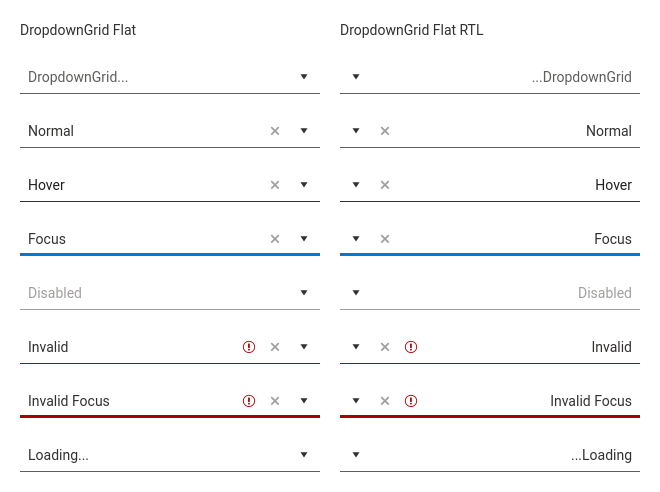 DropdownGrid Flat
DropdownGrid...
Normal
Hover
Focus
Disabled
Invalid
Invalid Focus
Loading...
DropdownGrid Flat RTL
...DropdownGrid
Normal
Hover
Focus
Disabled
Invalid
Invalid Focus
...Loading